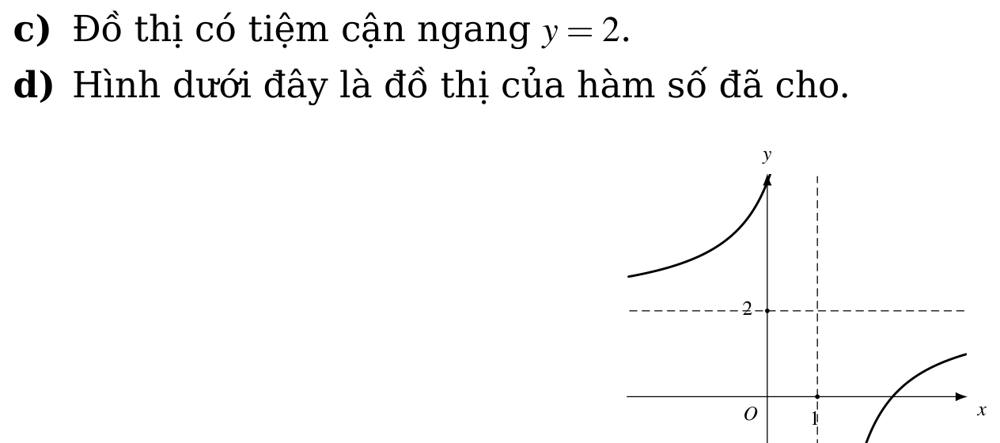 c) Đồ thị có tiệm cận ngang y = 2.
d) Hình dưới đây là đồ thị của hàm số đã cho.
y
2
O
1
x